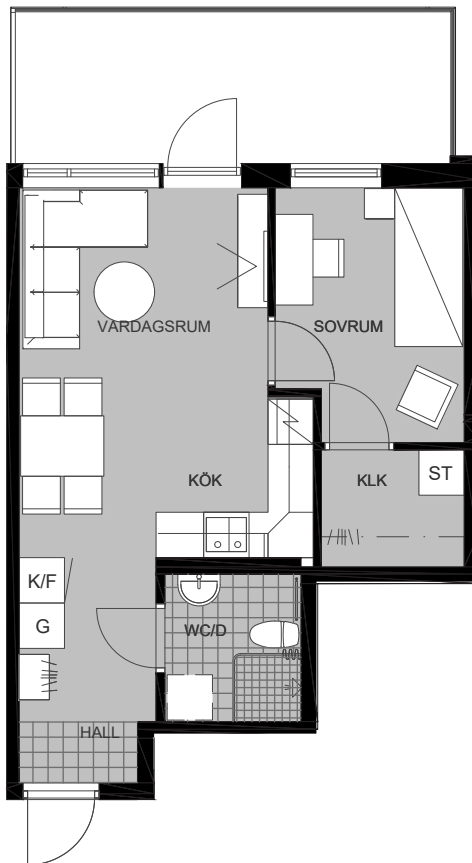 VARDAGSRUM
SOVRUM
KÖK
KLK
ST
K/F
G
WC/D
HALL